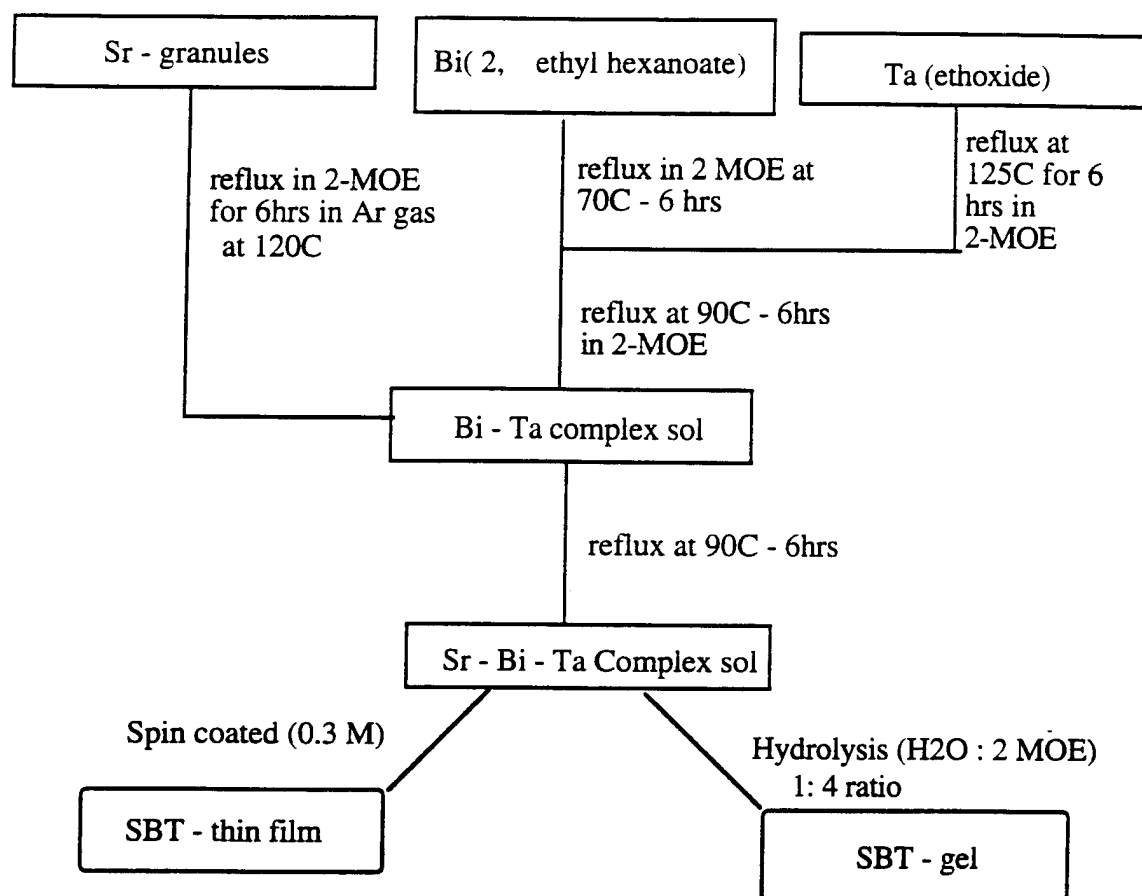 Sr - granules
Bi( 2, ethyl hexanoate)
Ta (ethoxide)
reflux in 2-MOE
for 6hrs in Ar gas
at 120C
reflux in 2 MOE at
70C - 6 hrs
reflux at
125C for 6
hrs in
2-MOE
reflux at 90C - 6hrs
in 2-MOE
Bi - Ta complex sol
reflux at 90C - 6hrs
Sr - Bi - Ta Complex sol
Spin coated (0.3 M)
Hydrolysis (H2O : 2 MOE)
1: 4 ratio
SBT - thin film
SBT - gel